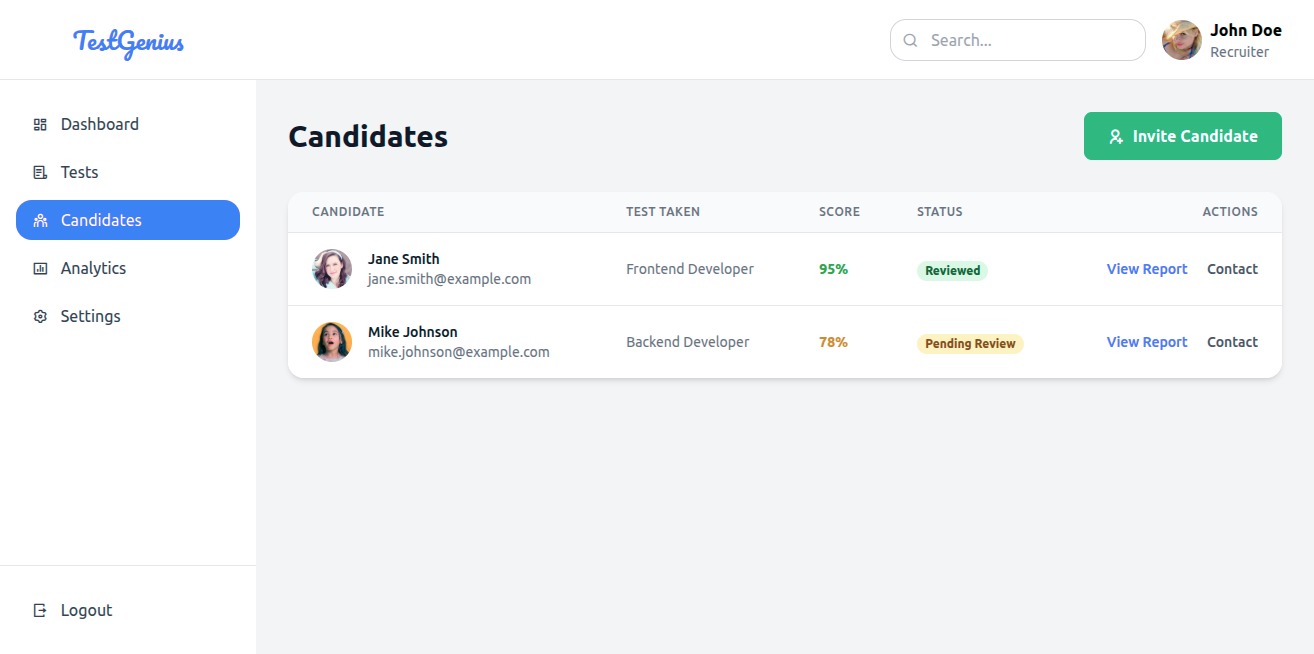 TestGenius
Search...
John Doe
Recruiter
Dashboard
Tests
Candidates
Analytics
Settings
Logout
Candidates
Invite Candidate
CANDIDATE TEST TAKEN SCORE STATUS ACTIONS
Jane Smith
jane.smith@example.com
Frontend Developer 95% Reviewed View Report Contact
Mike Johnson
mike.johnson@example.com
Backend Developer 78% Pending Review View Report Contact